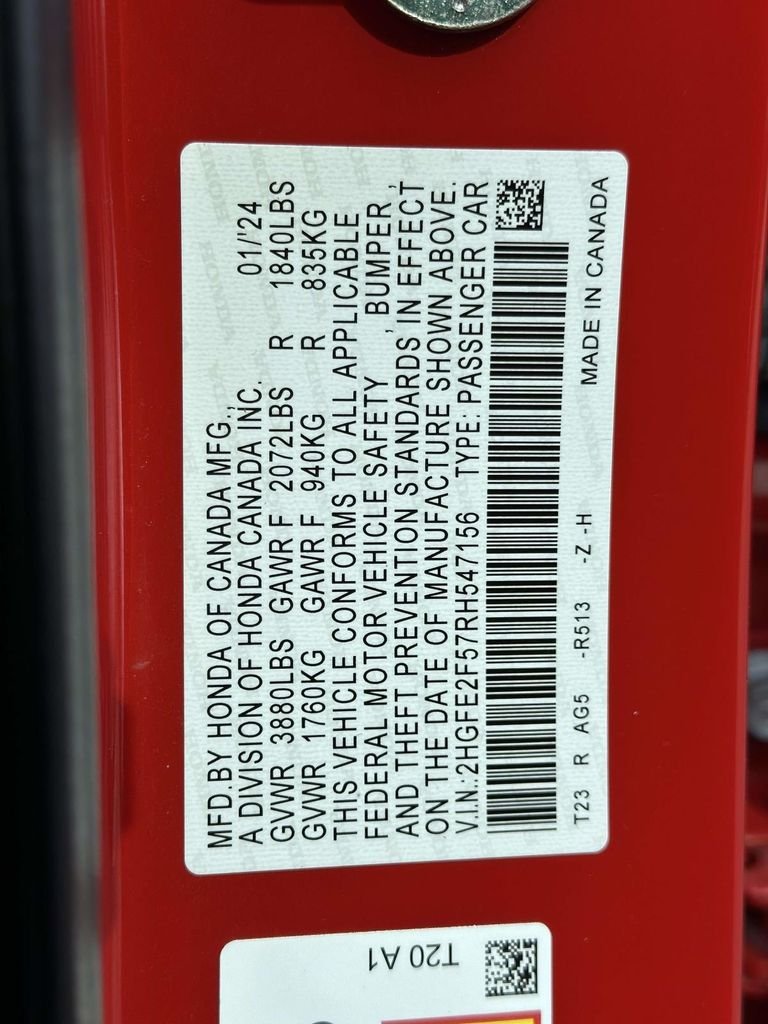 MFD.BY HONDA OF CANADA MFG.,
A DIVISION OF HONDA CANADA INC. 01/'24
GVWR 3880LBS GAWR F 2072LBS R 1840LBS
GVWR 1760KG GAWR F 940KG R 835KG
THIS VEHICLE CONFORMS TO ALL APPLICABLE
FEDERAL MOTOR VEHICLE SAFETY , BUMPER ,
AND THEFT PREVENTION STANDARDS IN EFFECT
ON THE DATE OF MANUFACTURE SHOWN ABOVE.
V.I.N.:2HGFE2F57RH547156 TYPE: PASSENGER CAR
T23 R AG5 -R513 -Z -H MADE IN CANADA
T20 A1